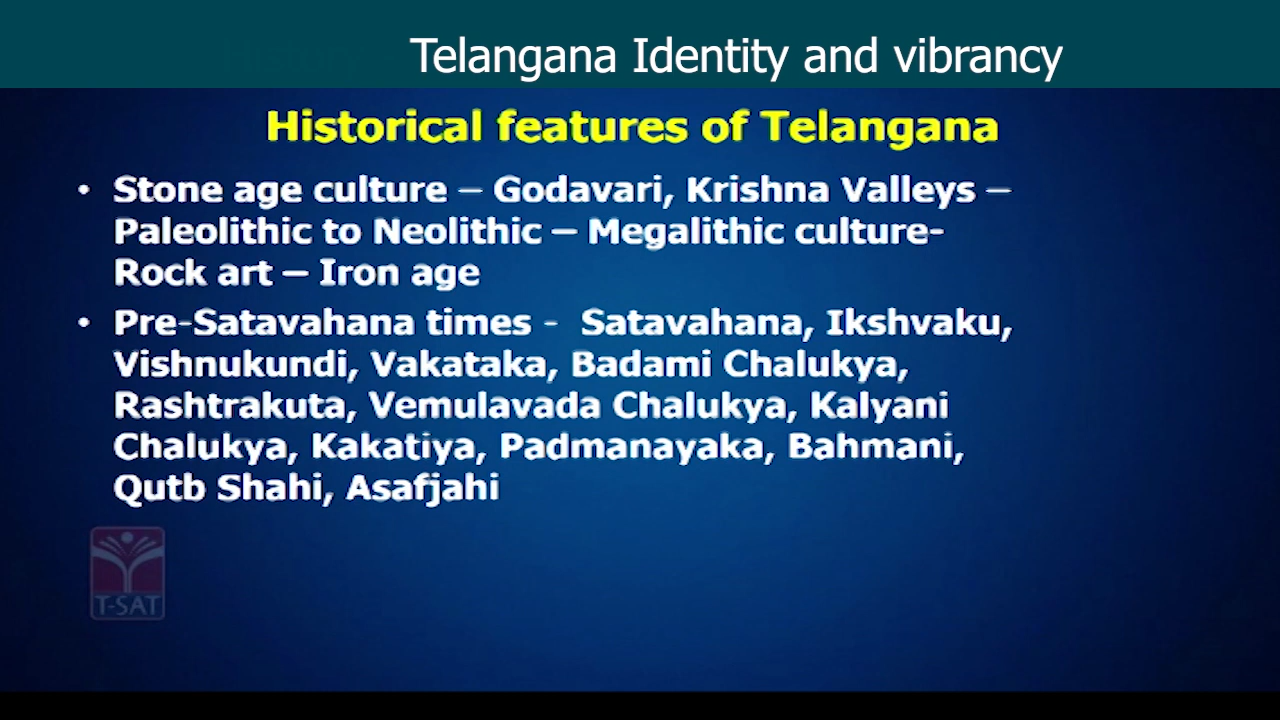 History - Telangana Identity and vibrancy
Historical features of Telangana
• Stone age culture – Godavari, Krishna Valleys –
Paleolithic to Neolithic – Megalithic culture-
Rock art – Iron age
• Pre-Satavahana times - Satavahana, Ikshvaku,
Vishnukundi, Vakataka, Badami Chalukya,
Rashtrakuta, Vemulavada Chalukya, Kalyani
Chalukya, Kakatiya, Padmanayaka, Bahmani,
Qutb Shahi, Asafjahi
T-SAT